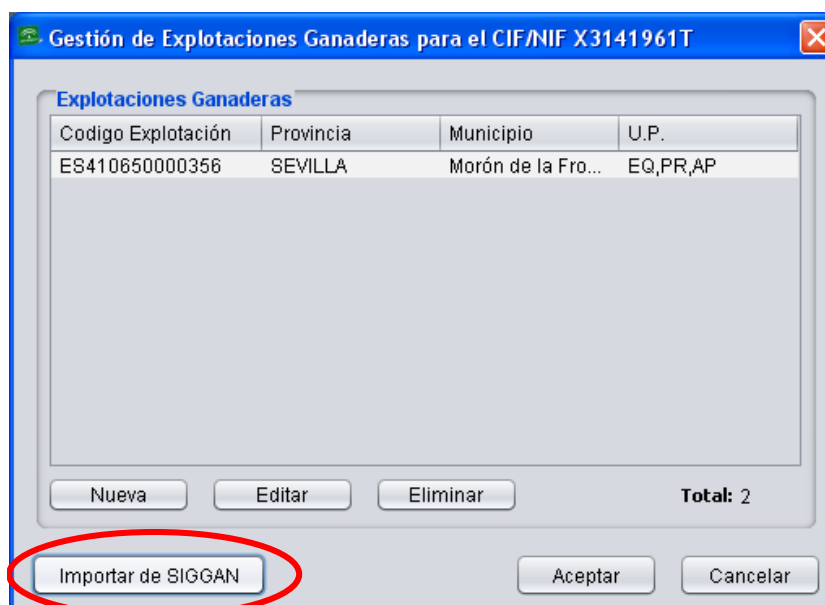 Gestión de Explotaciones Ganaderas para el CIF/NIF X3141961T
Explotaciones Ganaderas
Codigo Explotación Provincia Municipio U.P.
ES410650000356 SEVILLA Morón de la Fro... EQ,PR,AP
Nueva Editar Eliminar Total: 2
Importar de SIGGAN Aceptar Cancelar